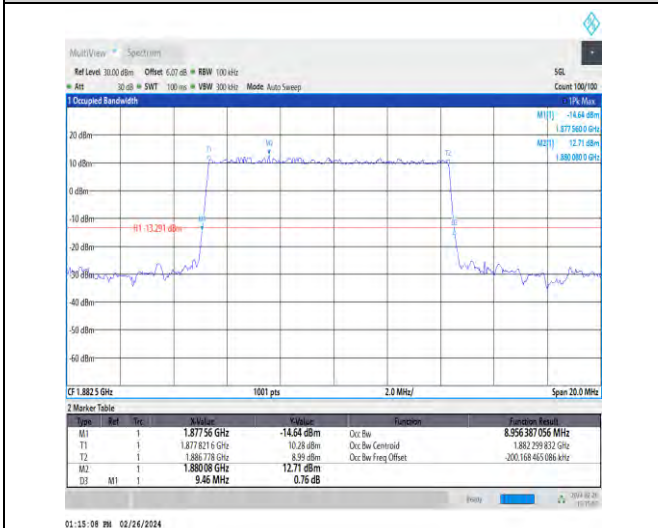 MultiView Spectrum
Ref Level 30.00 dBm Offset 6.07 dB RBW 100 kHz SGL
Att 30 dB SWT 100 ms VBW 300 kHz Mode Auto Sweep Count 100/100
1 Occupied Bandwidth 1Pk Max
M1[1] -14.64 dBm
1.877 560 0 GHz
M2[1] 12.71 dBm
1.880 080 0 GHz
20 dBm
T1 M2 T2
10 dBm
0 dBm
-10 dBm
H1 -13.291 dBm
-20 dBm
-30 dBm
-40 dBm
-50 dBm
-60 dBm
CF 1.882 5 GHz 1001 pts 2.0 MHz/ Span 20.0 MHz
2 Marker Table
Type Ref Trc X-Value Y-Value Function Function Result
M1 1 1.877 56 GHz -14.64 dBm Occ Bw 8.956 387 056 MHz
T1 1 1.877 821 6 GHz 10.28 dBm Occ Bw Centroid 1.882 299 832 GHz
T2 1 1.886 778 GHz 8.99 dBm Occ Bw Freq Offset -200.168 465 086 kHz
M2 1 1.880 08 GHz 12.71 dBm
D3 M1 1 9.46 MHz 0.76 dB
01:15:08 PM 02/26/2024